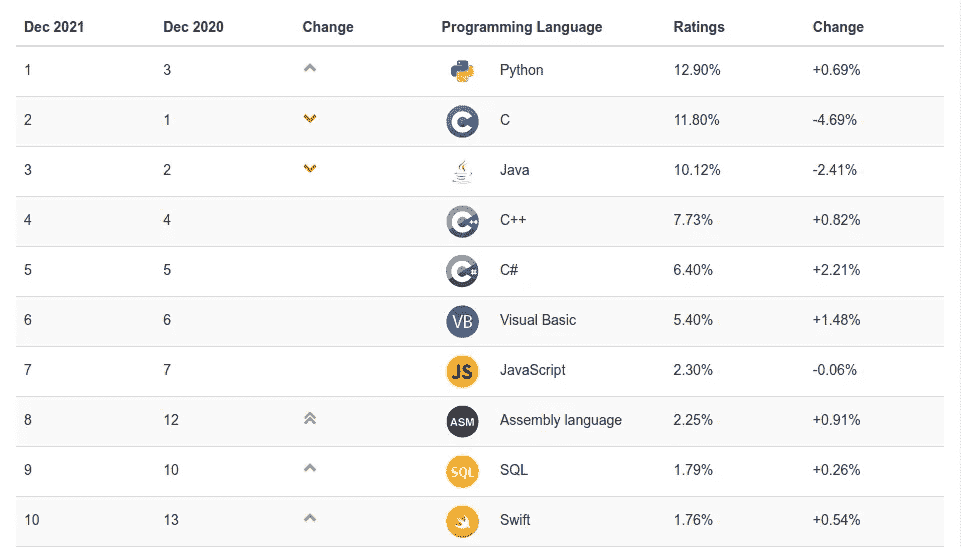 Dec 2021 Dec 2020 Change Programming Language Ratings Change
1 3 Python 12.90% +0.69%
2 1 C 11.80% -4.69%
3 2 Java 10.12% -2.41%
4 4 C++ 7.73% +0.82%
5 5 C# 6.40% +2.21%
6 6 VB Visual Basic 5.40% +1.48%
7 7 JS JavaScript 2.30% -0.06%
8 12 ASM Assembly language 2.25% +0.91%
9 10 SQL SQL 1.79% +0.26%
10 13 Swift 1.76% +0.54%